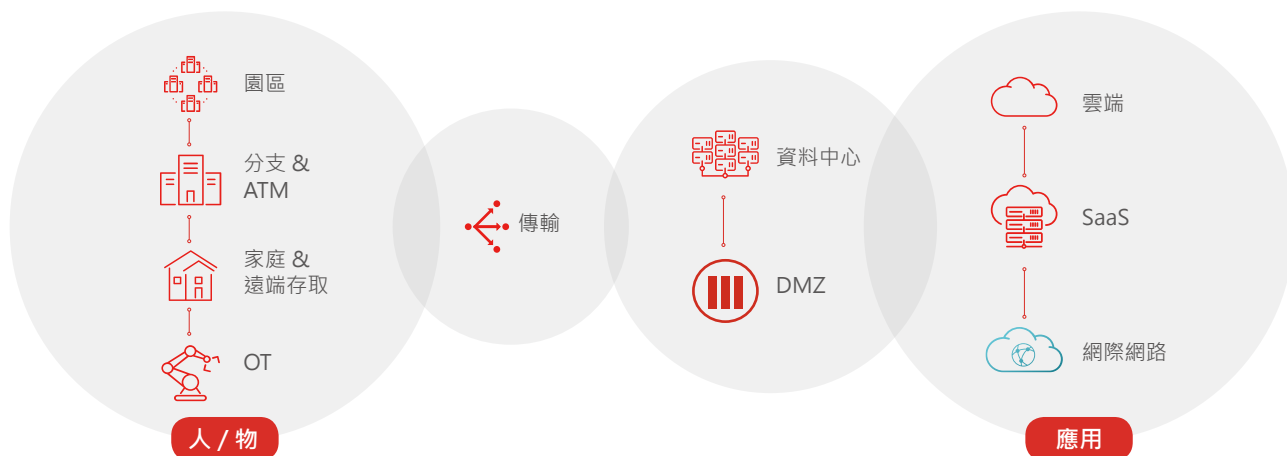 園區
分支 &
ATM
家庭 &
遠端存取
OT
人 / 物
傳輸
資料中心
DMZ
雲端
SaaS
網際網路
應用